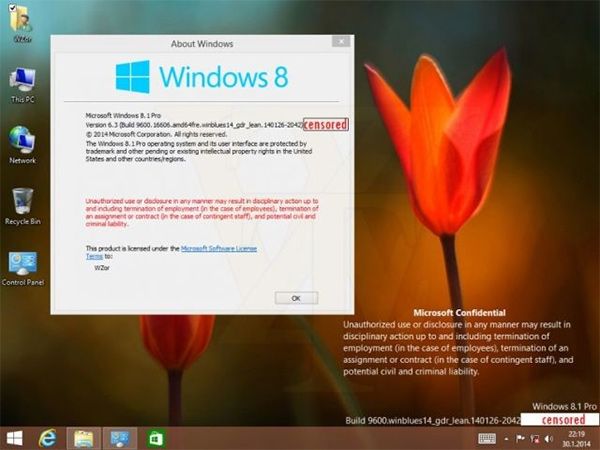 WZor
This PC
Network
Recycle Bin
Control Panel
About Windows
Windows 8
Microsoft Windows 8.1 Pro
Version 6.3 (Build 9600.16606.amd64fre.winblues14_gdr_lean.140126-2042) censored
© 2014 Microsoft Corporation. All rights reserved.
The Windows 8.1 Pro operating system and its user interface are protected by
trademark and other pending or existing intellectual property rights in the United
States and other countries/regions.
Unauthorized use or disclosure in any manner may result in disciplinary action up to
and including termination of employment (in the case of employees), termination of
an assignment or contract (in the case of contingent staff), and potential civil and
criminal liability.
This product is licensed under the Microsoft Software License
Terms to:
WZor
OK
Microsoft Confidential
Unauthorized use or disclosure in any manner may result in
disciplinary action up to and including termination of
employment (in the case of employees), termination of an
assignment or contract (in the case of contingent staff), and
potential civil and criminal liability.
Windows 8.1 Pro
Build 9600.winblues14_gdr_lean.140126-2042 censored
22:19
30.1.2014